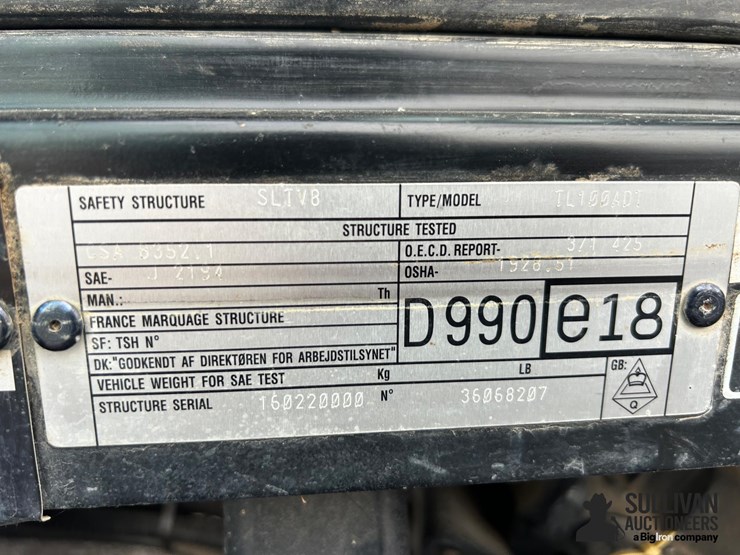 SAFETY STRUCTURE SLTV8 TYPE/MODEL TL100ADI
STRUCTURE TESTED
CSA B352.1 O.E.C.D. REPORT- 3/1 425
SAE- J 2194 OSHA- 1928.51
MAN.: Th
FRANCE MARQUAGE STRUCTURE D990 e18
SF: TSH N°
DK:"GODKENDT AF DIREKTØREN FOR ARBEJDSTILSYNET"
VEHICLE WEIGHT FOR SAE TEST Kg LB GB:
STRUCTURE SERIAL 160220000 N° 36068207 Q
SULLIVAN
AUCTIONEERS
a BigIron company